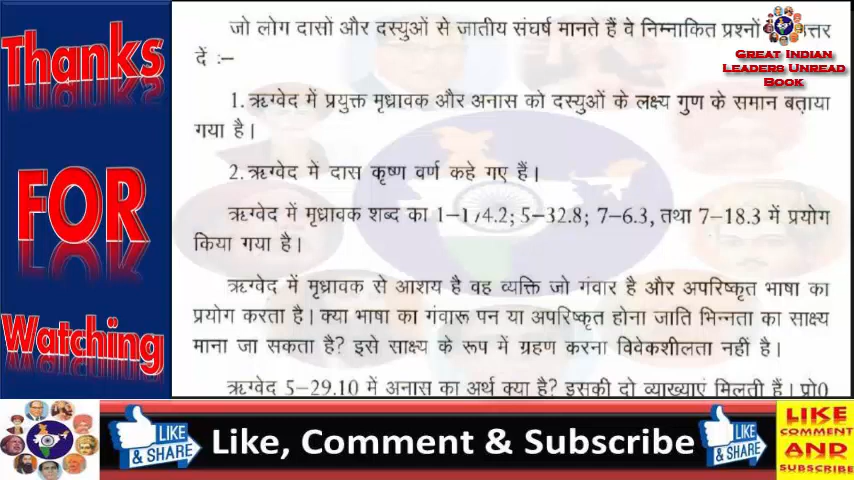 Thanks
FOR
Watching
जो लोग दासों और दस्युओं से जातीय संघर्ष मानते हैं वे निम्नाकित प्रश्नों त्तर
दें :–
GREAT INDIAN
LEADERS UNREAD
BOOK
1. ऋग्वेद में प्रयुक्त मृध्रावक और अनास को दस्युओं के लक्ष्य गुण के समान बताया
गया है।
2. ऋग्वेद में दास कृष्ण वर्ण कहे गए हैं।
ऋग्वेद में मृध्रावक शब्द का 1–174.2; 5–32.8; 7–6.3, तथा 7–18.3 में प्रयोग
किया गया है।
ऋग्वेद में मृध्रावक से आशय है वह व्यक्ति जो गंवार है और अपरिष्कृत भाषा का
प्रयोग करता है। क्या भाषा का गंवारू पन या अपरिष्कृत होना जाति भिन्नता का साक्ष्य
माना जा सकता है? इसे साक्ष्य के रूप में ग्रहण करना विवेकशीलता नहीं है।
ऋग्वेद 5–29.10 में अनास का अर्थ क्या है? इसकी दो व्याख्याएं मिलती हैं। प्रो0
LIKE
& SHARE
Like, Comment & Subscribe
LIKE
& SHARE
LIKE
COMMENT
AND
SUBSCRIBE